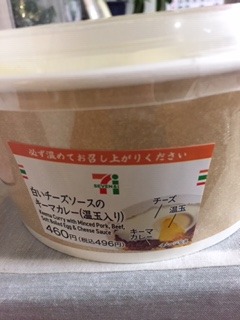 必ず温めてお召し上がりください
7
ELEVEN
白いチーズソースの
キーマカレー(温玉入り)
Keema Curry with Minced Pork, Beef,
Soft Boiled Egg & Cheese Sauce
460円(税込496円)
チーズ
温玉
キーマ
カレー